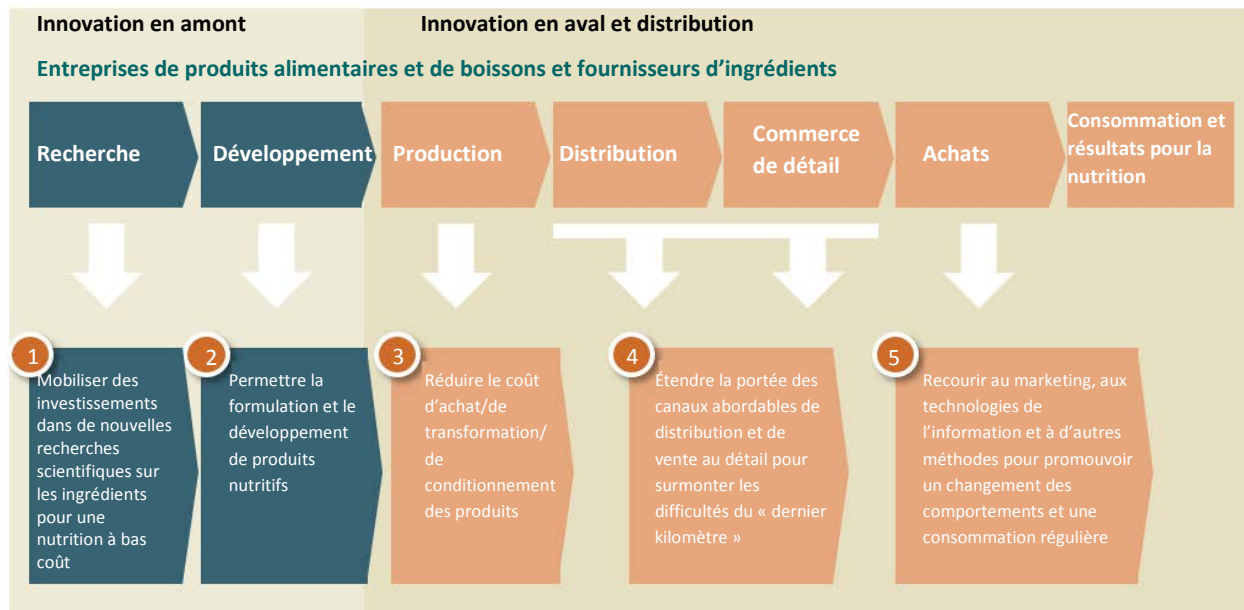 Innovation en amont
Innovation en aval et distribution
Entreprises de produits alimentaires et de boissons et fournisseurs d’ingrédients
Recherche
Développement
Production
Distribution
Commerce
de détail
Achats
Consommation et
résultats pour la
nutrition
1
Mobiliser des
investissements
dans de nouvelles
recherches
scientifiques sur
les ingrédients
pour une
nutrition à bas
coût
2
Permettre la
formulation et le
développement
de produits
nutritifs
3
Réduire le coût
d’achat/de
transformation/
de
conditionnement
des produits
4
Étendre la portée des
canaux abordables de
distribution et de
vente au détail pour
surmonter les
difficultés du « dernier
kilomètre »
5
Recourir au marketing, aux
technologies de
l’information et à d’autres
méthodes pour promouvoir
un changement des
comportements et une
consommation régulière